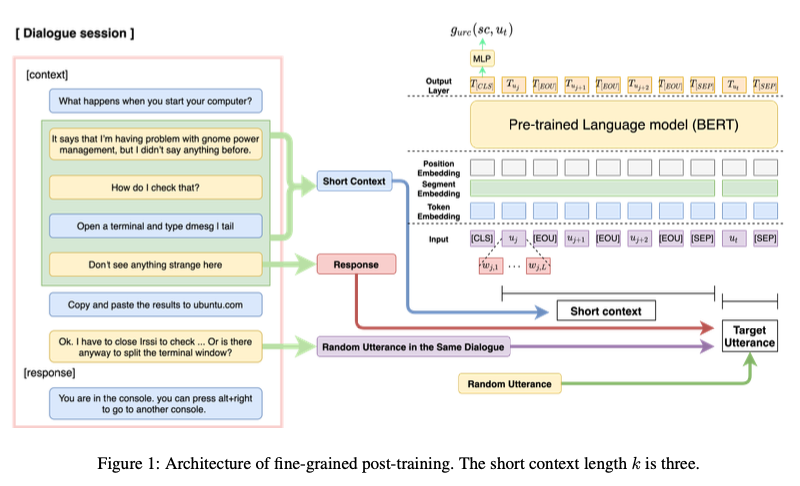 [ Dialogue session ]
[context]
What happens when you start your computer?
It says that I'm having problem with gnome power
management, but I didn't say anything before.
How do I check that?
Open a terminal and type dmesg I tail
Don't see anything strange here
Copy and paste the results to ubuntu.com
Ok. I have to close Irssi to check ... Or is there
anyway to split the terminal window?
[response]
You are in the console. you can press alt+right
to go to another console.
Short Context
Response
Random Utterance in the Same Dialogue
Random Utterance
g_{urc}(sc, u_t)
MLP
Output
Layer
T_{[CLS]} T_{u_j} T_{[EOU]} T_{u_{j+1}} T_{[EOU]} T_{u_{j+2}} T_{[EOU]} T_{[SEP]} T_{u_t} T_{[SEP]}
Pre-trained Language model (BERT)
Position
Embedding
Segment
Embedding
Token
Embedding
Input
[CLS] u_j [EOU] u_{j+1} [EOU] u_{j+2} [EOU] [SEP] u_t [SEP]
w_{j,1} ... w_{j,L}
Short context
Target
Utterance
Figure 1: Architecture of fine-grained post-training. The short context length k is three.